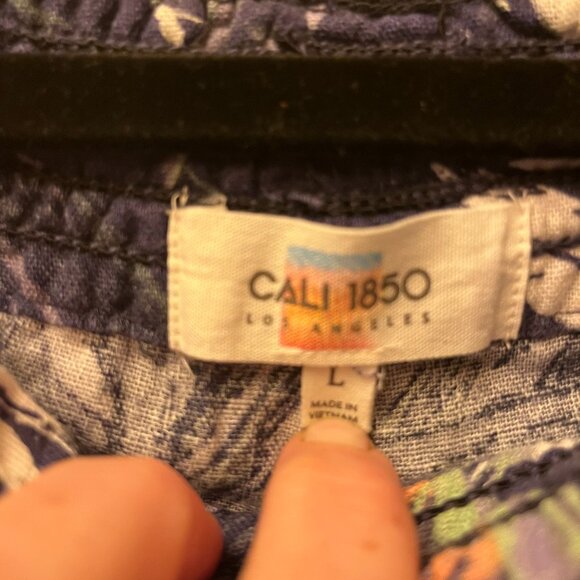 CALI 1850
LOS ANGELES
L
MADE IN
VIETNAM